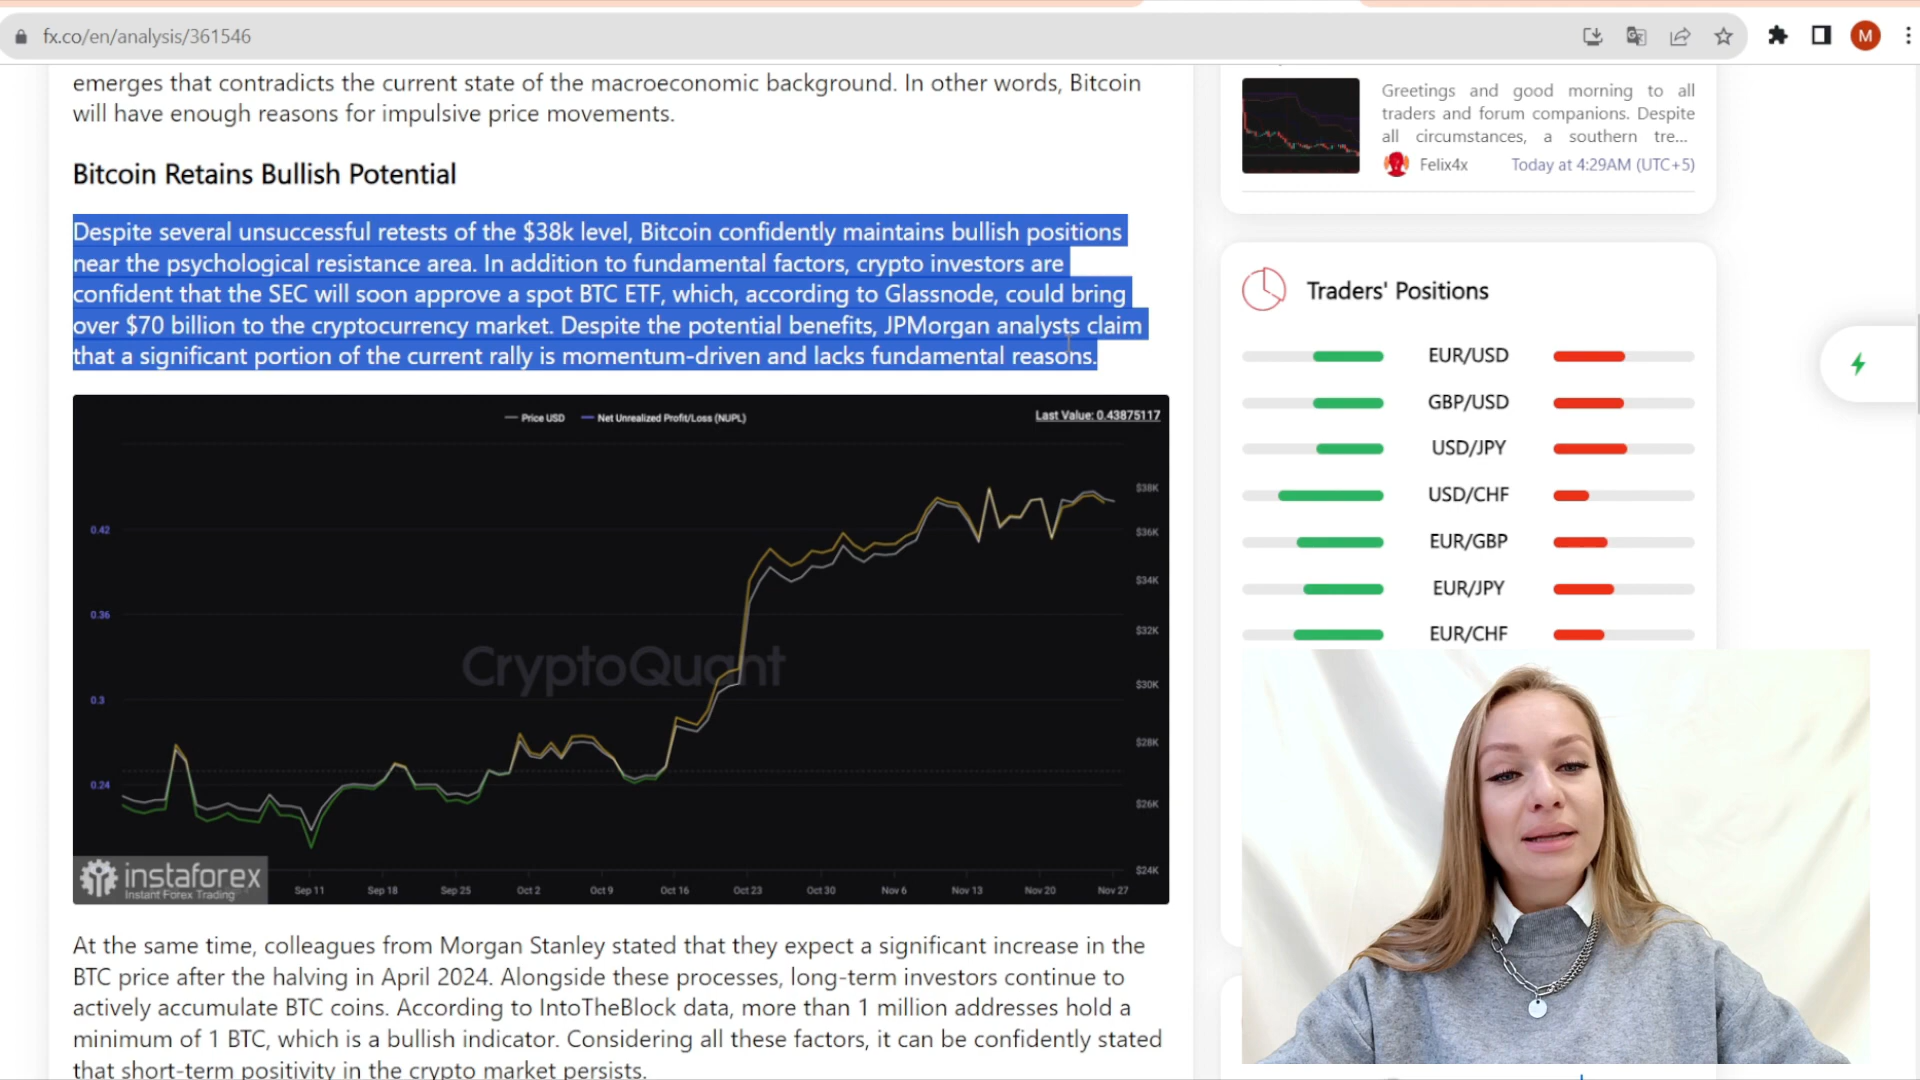 fx.co/en/analysis/361546
M
emerges that contradicts the current state of the macroeconomic background. In other words, Bitcoin
will have enough reasons for impulsive price movements.
Bitcoin Retains Bullish Potential
Despite several unsuccessful retests of the $38k level, Bitcoin confidently maintains bullish positions
near the psychological resistance area. In addition to fundamental factors, crypto investors are
confident that the SEC will soon approve a spot BTC ETF, which, according to Glassnode, could bring
over $70 billion to the cryptocurrency market. Despite the potential benefits, JPMorgan analysts claim
that a significant portion of the current rally is momentum-driven and lacks fundamental reasons.
Price USD
Net Unrealized Profit/Loss (NUPL)
Last Value: 0.43875117
0.42
0.36
0.3
0.24
$38K
$36K
$34K
$32K
$30K
$28K
$26K
$24K
CryptoQuant
instaforex
Instant Forex Trading
Sep 11
Sep 18
Sep 25
Oct 2
Oct 9
Oct 16
Oct 23
Oct 30
Nov 6
Nov 13
Nov 20
Nov 27
At the same time, colleagues from Morgan Stanley stated that they expect a significant increase in the
BTC price after the halving in April 2024. Alongside these processes, long-term investors continue to
actively accumulate BTC coins. According to IntoTheBlock data, more than 1 million addresses hold a
minimum of 1 BTC, which is a bullish indicator. Considering all these factors, it can be confidently stated
that short-term positivity in the crypto market persists.
Greetings and good morning to all
traders and forum companions. Despite
all circumstances, a southern tre...
Felix4x
Today at 4:29AM (UTC+5)
Traders' Positions
EUR/USD
GBP/USD
USD/JPY
USD/CHF
EUR/GBP
EUR/JPY
EUR/CHF